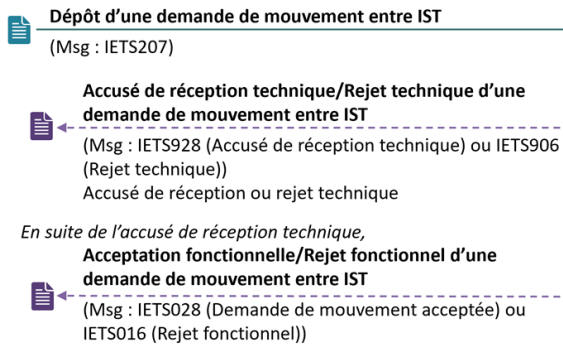 Dépôt d’une demande de mouvement entre IST
(Msg : IETS207)
Accusé de réception technique/Rejet technique d’une
demande de mouvement entre IST
(Msg : IETS928 (Accusé de réception technique) ou IETS906
(Rejet technique))
Accusé de réception ou rejet technique
En suite de l’accusé de réception technique,
Acceptation fonctionnelle/Rejet fonctionnel d’une
demande de mouvement entre IST
(Msg : IETS028 (Demande de mouvement acceptée) ou
IETS016 (Rejet fonctionnel))